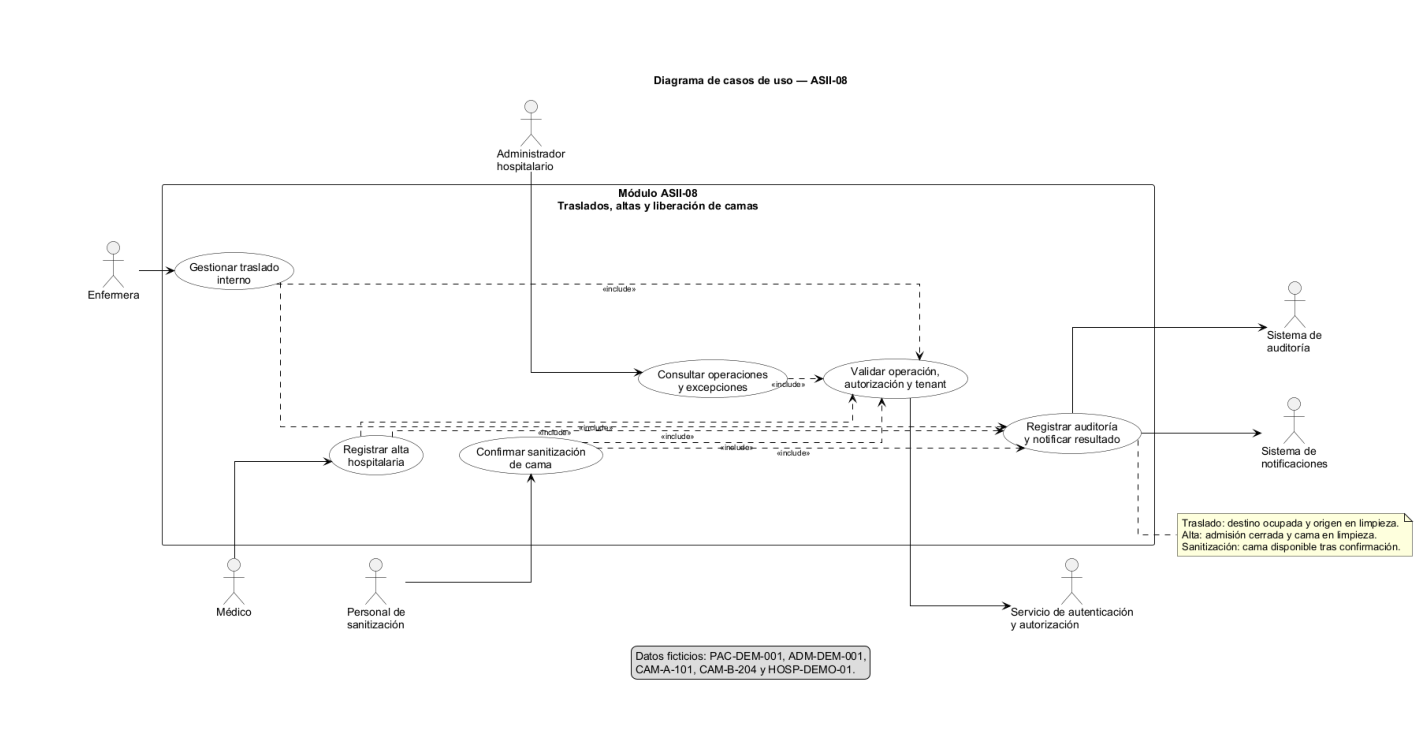 Diagrama de casos de uso — ASII-08
Administrador
hospitalario
Módulo ASII-08
Traslados, altas y liberación de camas
Enfermera
Gestionar traslado
interno
«include»
Sistema de
auditoría
Consultar operaciones
y excepciones
«include»
Validar operación,
autorización y tenant
Registrar alta
hospitalaria
«include»
«include»
Confirmar sanitización
de cama
«include»
«include»
«include»
Registrar auditoría
y notificar resultado
Sistema de
notificaciones
Traslado: destino ocupada y origen en limpieza.
Alta: admisión cerrada y cama en limpieza.
Sanitización: cama disponible tras confirmación.
Médico
Personal de
sanitización
Servicio de autenticación
y autorización
Datos ficticios: PAC-DEM-001, ADM-DEM-001,
CAM-A-101, CAM-B-204 y HOSP-DEMO-01.